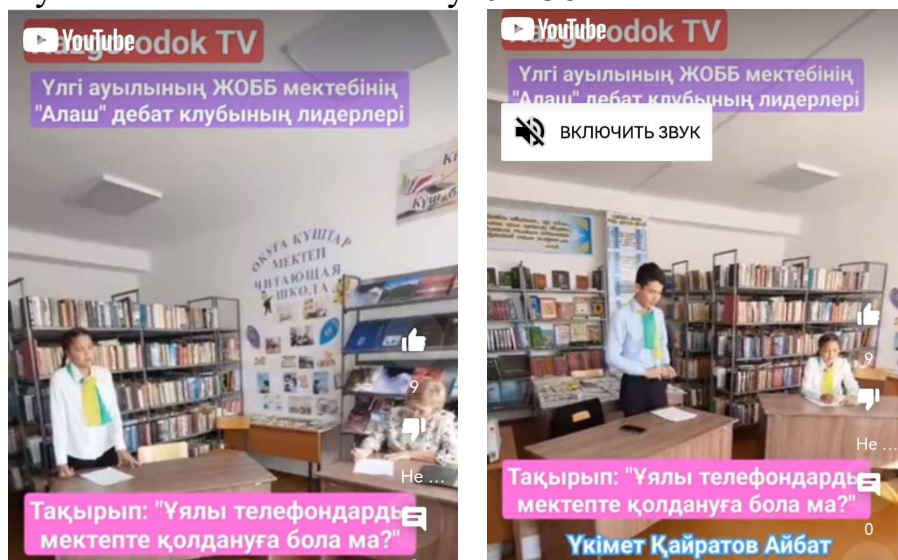 YouTube
Kazgorodok TV
Үлгі ауылының ЖОББ мектебінің
"Алаш" дебат клубының лидерлері
ОҚУҒА ҚҰШТАР
МЕКТЕП
ЧИТАЮЩАЯ
ШКОЛА
9
Не ...
Тақырып: "Ұялы телефондарды
мектепте қолдануға бола ма?"
YouTube
Kazgorodok TV
Үлгі ауылының ЖОББ мектебінің
"Алаш" дебат клубының лидерлері
ВКЛЮЧИТЬ ЗВУК
9
Не ...
0
Тақырып: "Ұялы телефондарды
мектепте қолдануға бола ма?"
Үкімет Қайратов Айбат